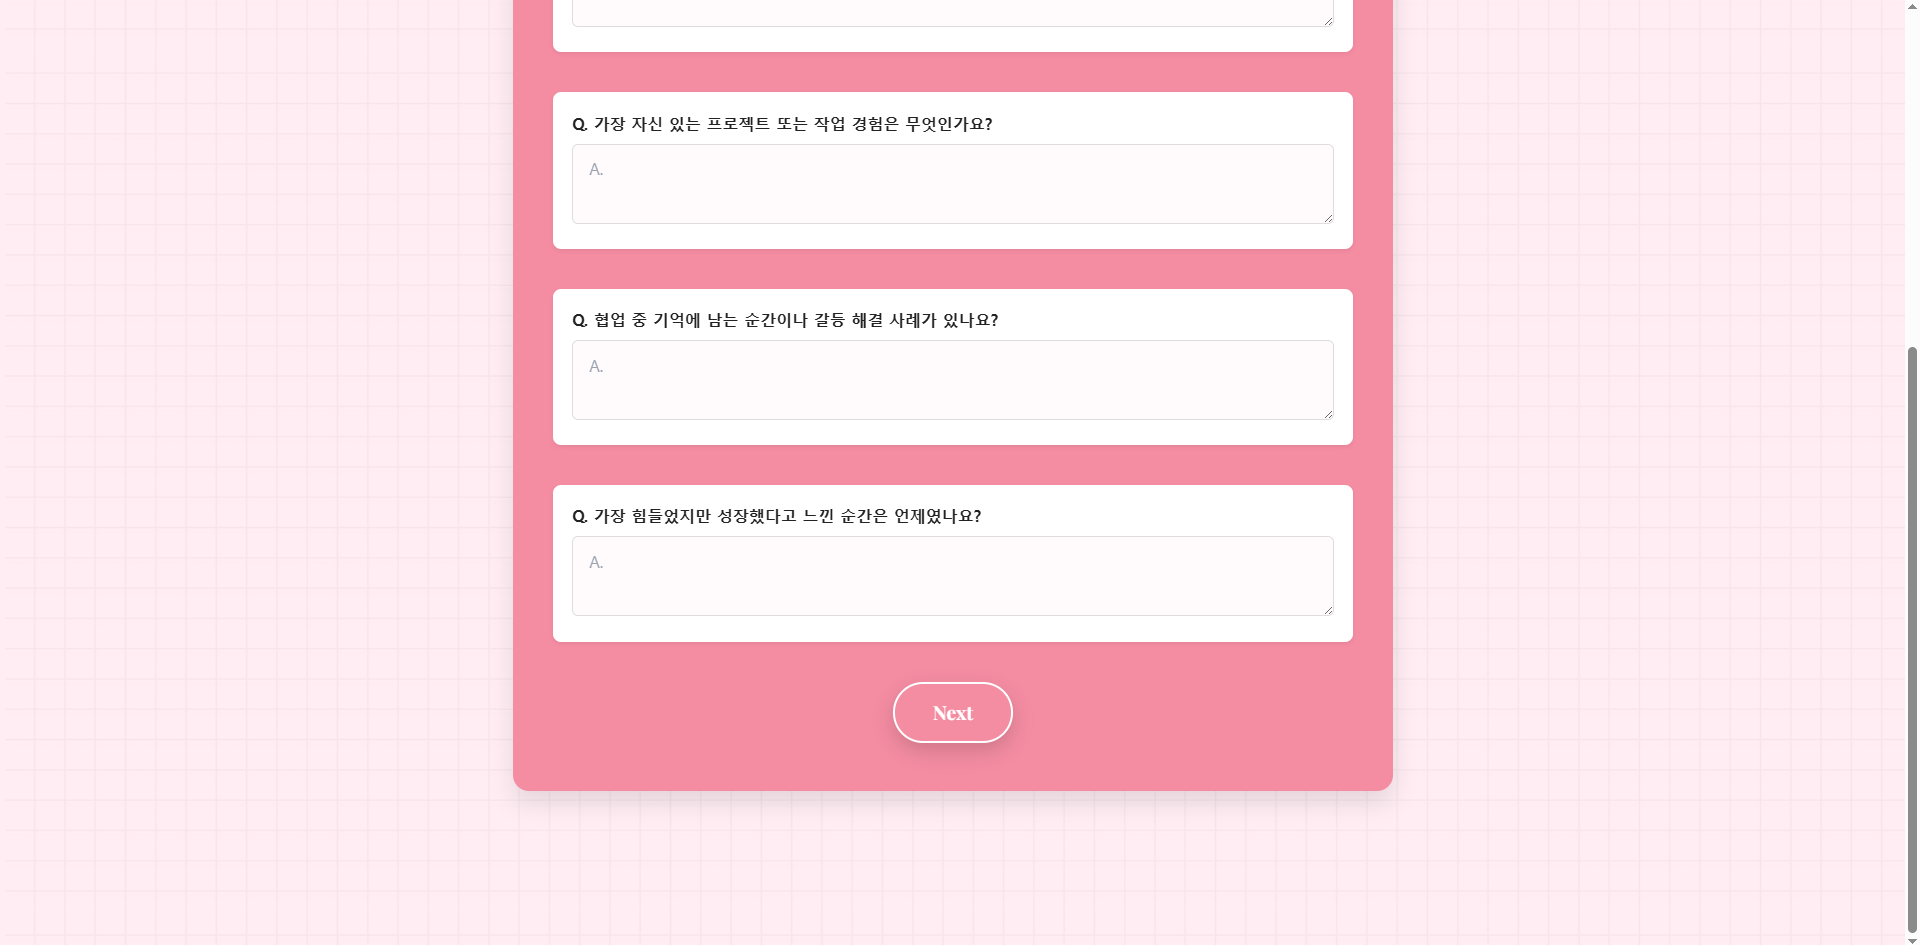 Q. 가장 자신 있는 프로젝트 또는 작업 경험은 무엇인가요?
A.
Q. 협업 중 기억에 남는 순간이나 갈등 해결 사례가 있나요?
A.
Q. 가장 힘들었지만 성장했다고 느낀 순간은 언제였나요?
A.
Next